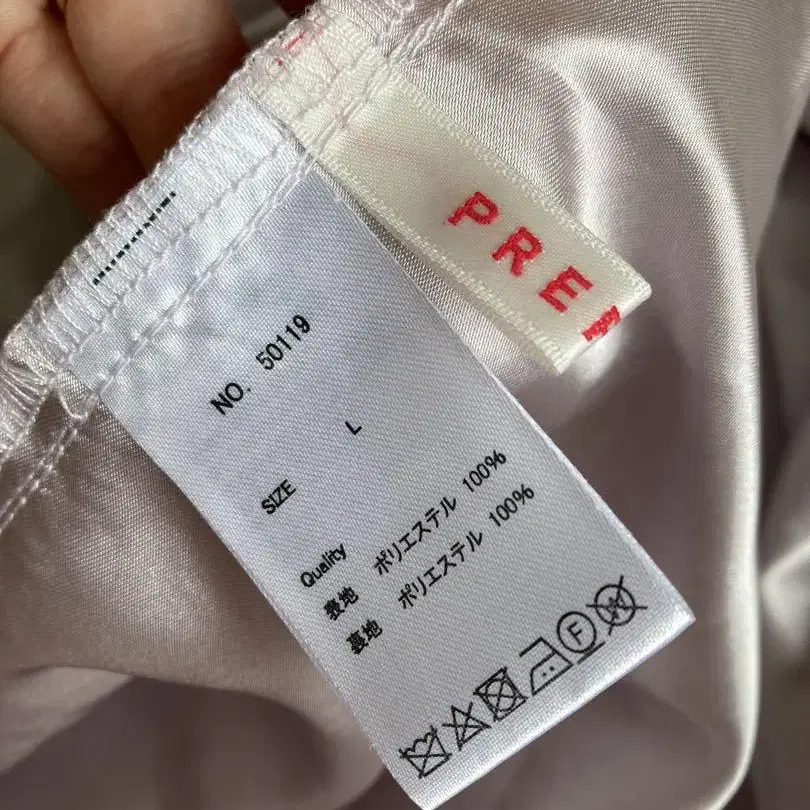 PRE
NO. 50119
SIZE L
Quality
表地 ポリエステル 100%
裏地 ポリエステル 100%
F
W